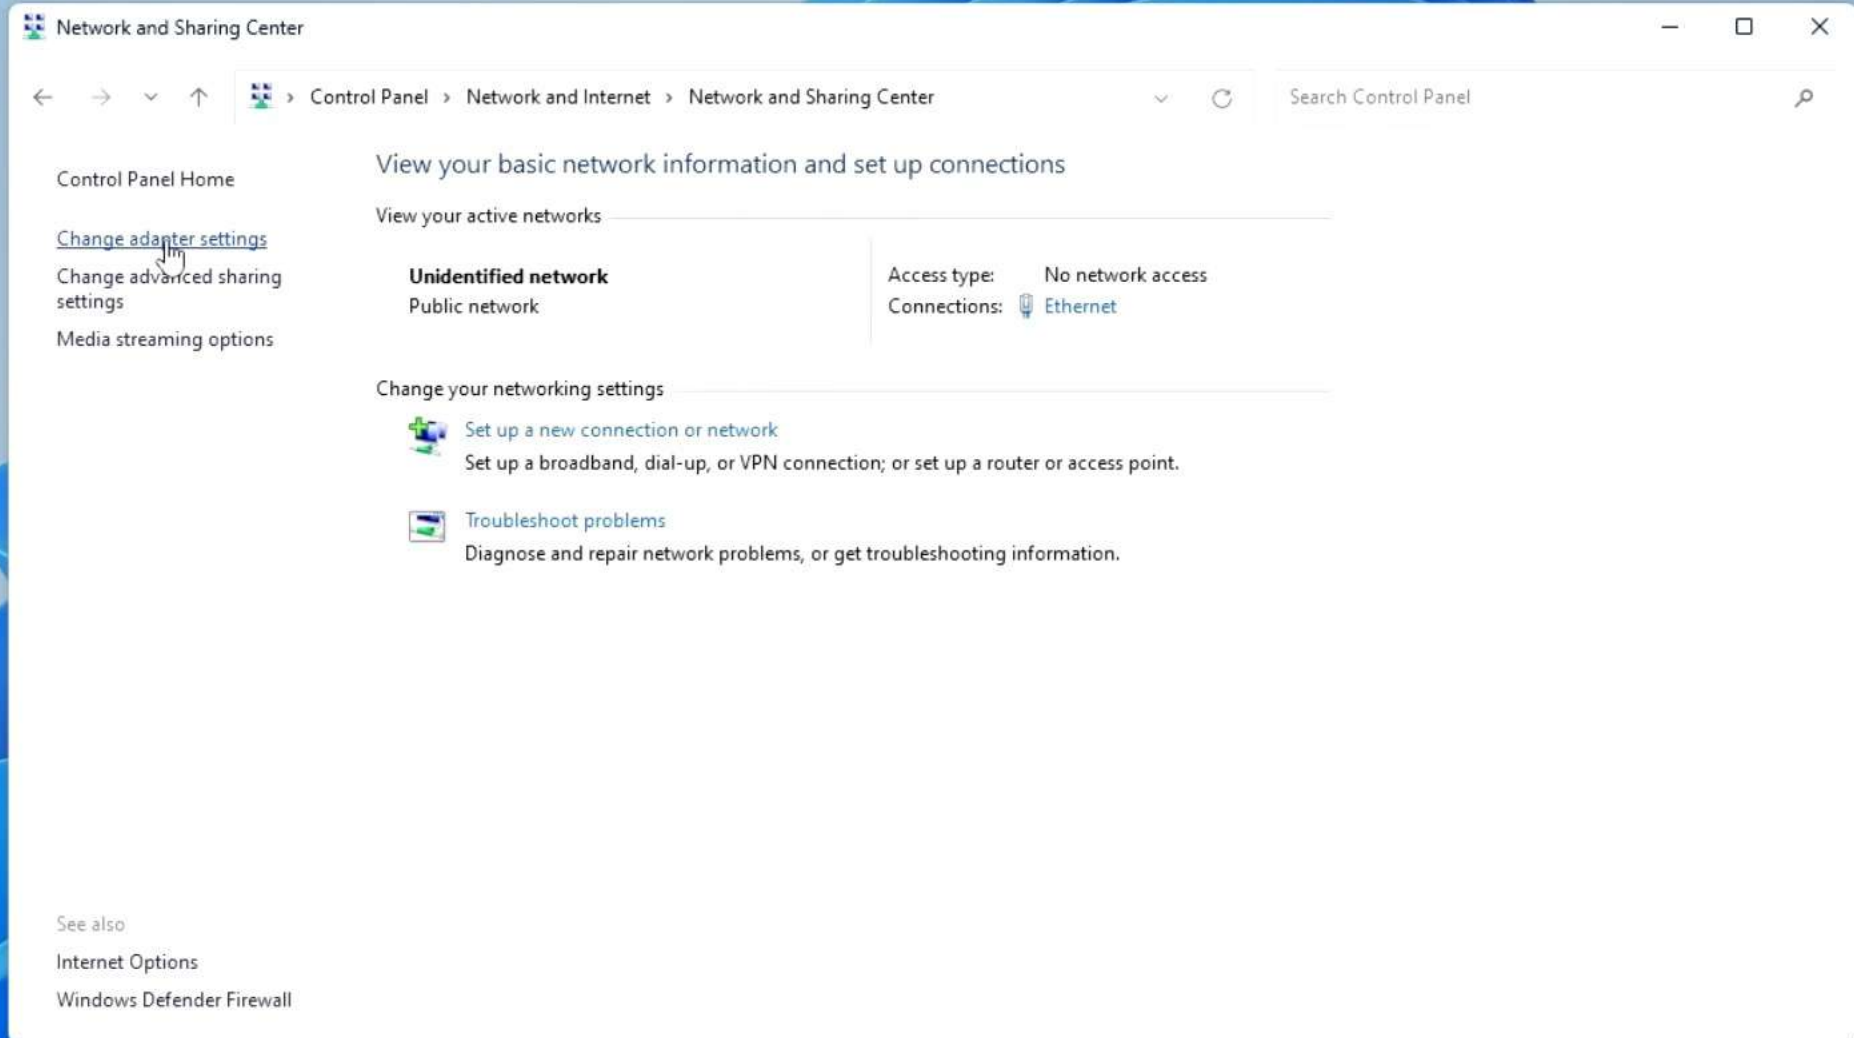 Network and Sharing Center
Control Panel › Network and Internet › Network and Sharing Center
Search Control Panel
Control Panel Home
Change adapter settings
Change advanced sharing
settings
Media streaming options
View your basic network information and set up connections
View your active networks
Unidentified network
Public network
Access type: No network access
Connections: Ethernet
Change your networking settings
Set up a new connection or network
Set up a broadband, dial-up, or VPN connection; or set up a router or access point.
Troubleshoot problems
Diagnose and repair network problems, or get troubleshooting information.
See also
Internet Options
Windows Defender Firewall